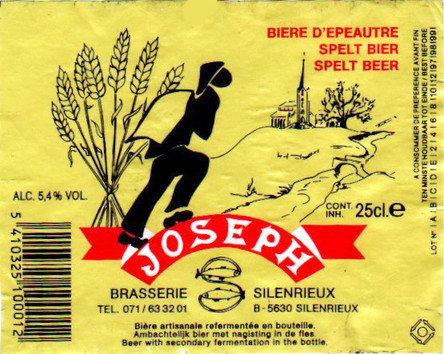 BIERE D'EPEAUTRE
SPELT BIER
SPELT BEER
A CONSOMMER DE PREFERENCE AVANT FIN
TEN MINSTE HOUDBAAR TOT EINDE / BEST BEFORE
LOT N°
ALC. 5,4% VOL.
CONT.
INH. 25cl.e
JOSEPH
BRASSERIE SILENRIEUX
TEL. 071/63 32 01 B-5630 SILENRIEUX
Bière artisanale refermentée en bouteille.
Ambachtelijk bier met nagisting in de fles.
Beer with secondary fermentation in the bottle.
5 410325 100012